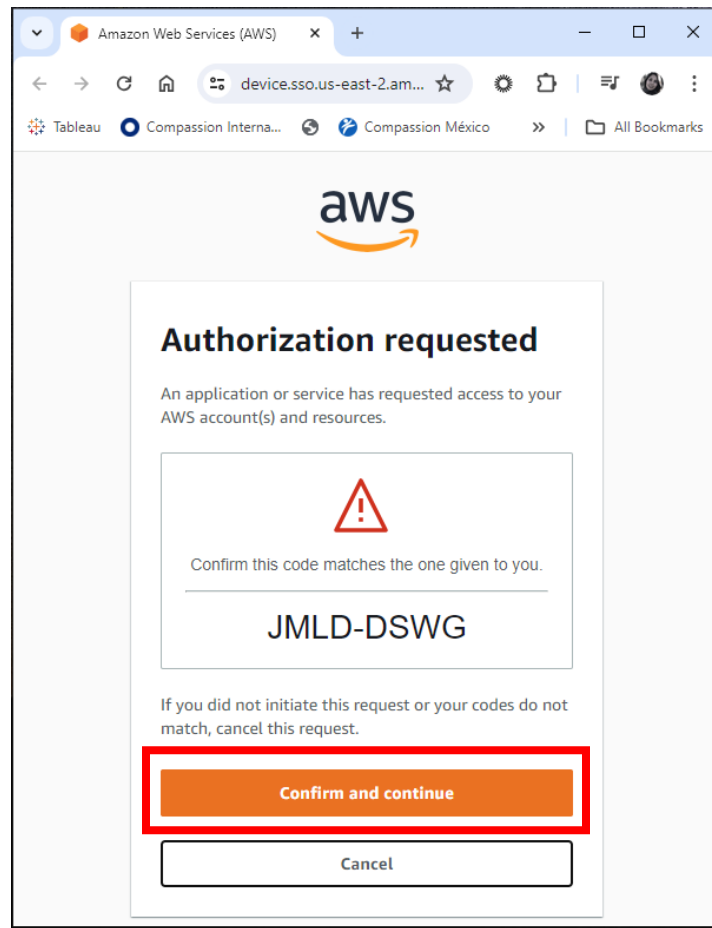 Amazon Web Services (AWS)
device.sso.us-east-2.am...
Tableau Compassion Interna... Compassion México All Bookmarks
aws
Authorization requested
An application or service has requested access to your
AWS account(s) and resources.
Confirm this code matches the one given to you.
JMLD-DSWG
If you did not initiate this request or your codes do not
match, cancel this request.
Confirm and continue
Cancel